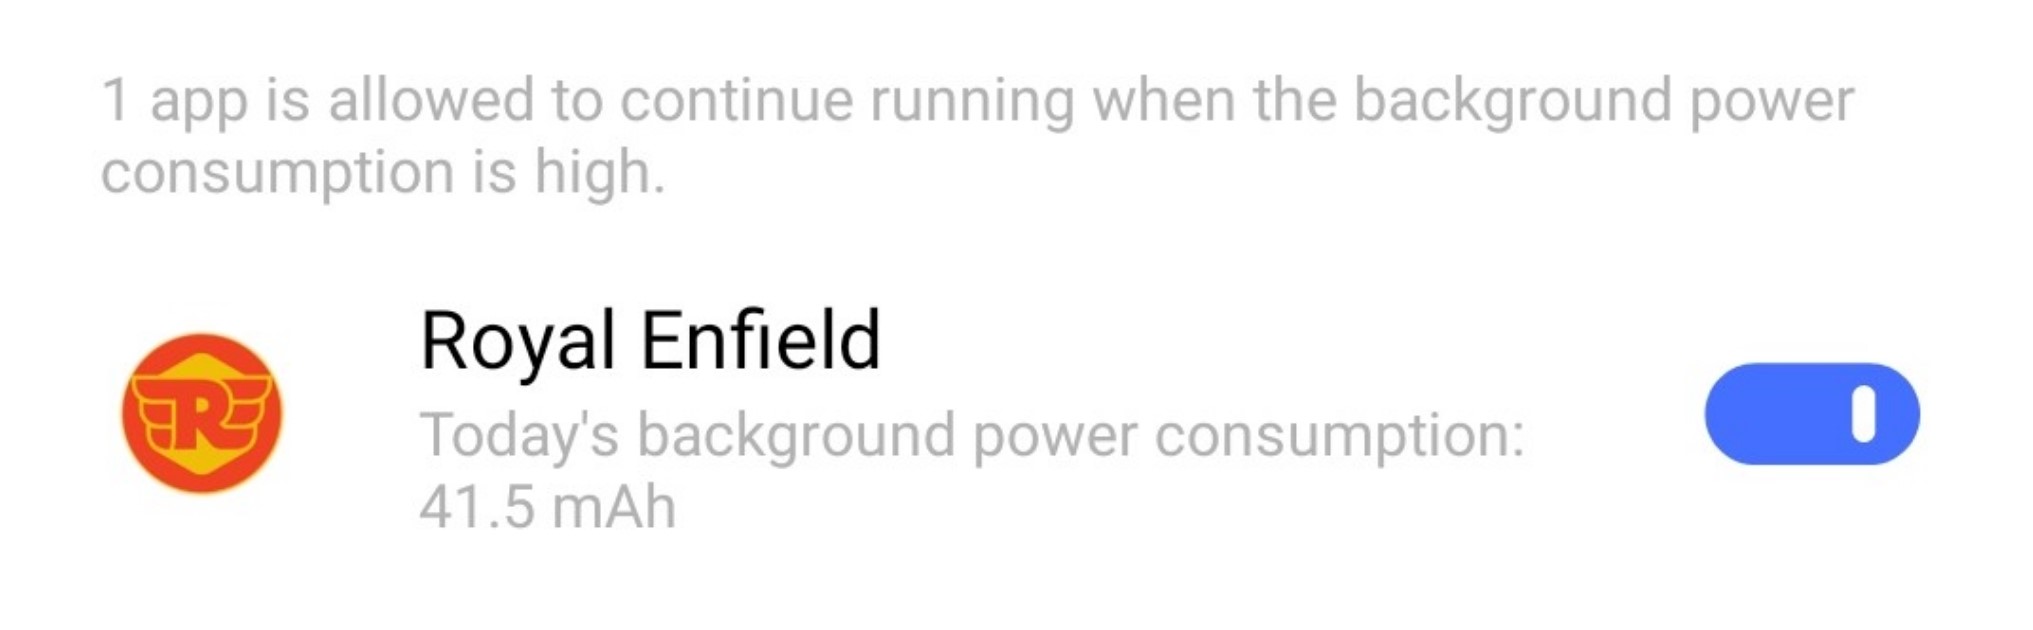 1 app is allowed to continue running when the background power
consumption is high.
Royal Enfield
Today's background power consumption:
41.5 mAh
R